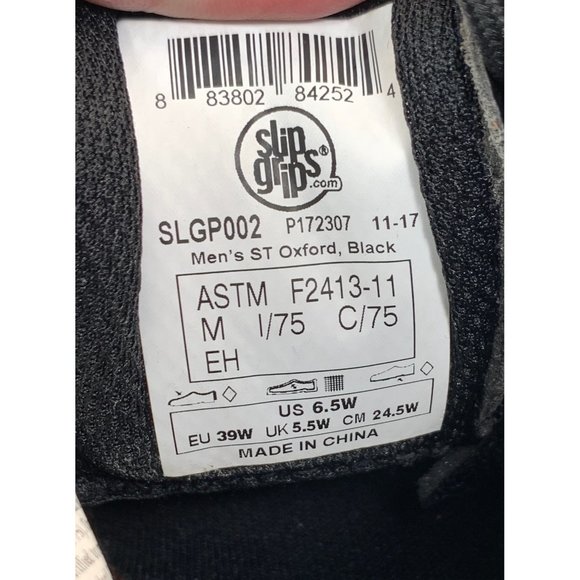 8 83802 84252 4
slip
grips®
.com
SLGP002 P172307 11-17
Men's ST Oxford, Black
ASTM F2413-11
M I/75 C/75
EH
US 6.5W
EU 39W UK 5.5W CM 24.5W
MADE IN CHINA